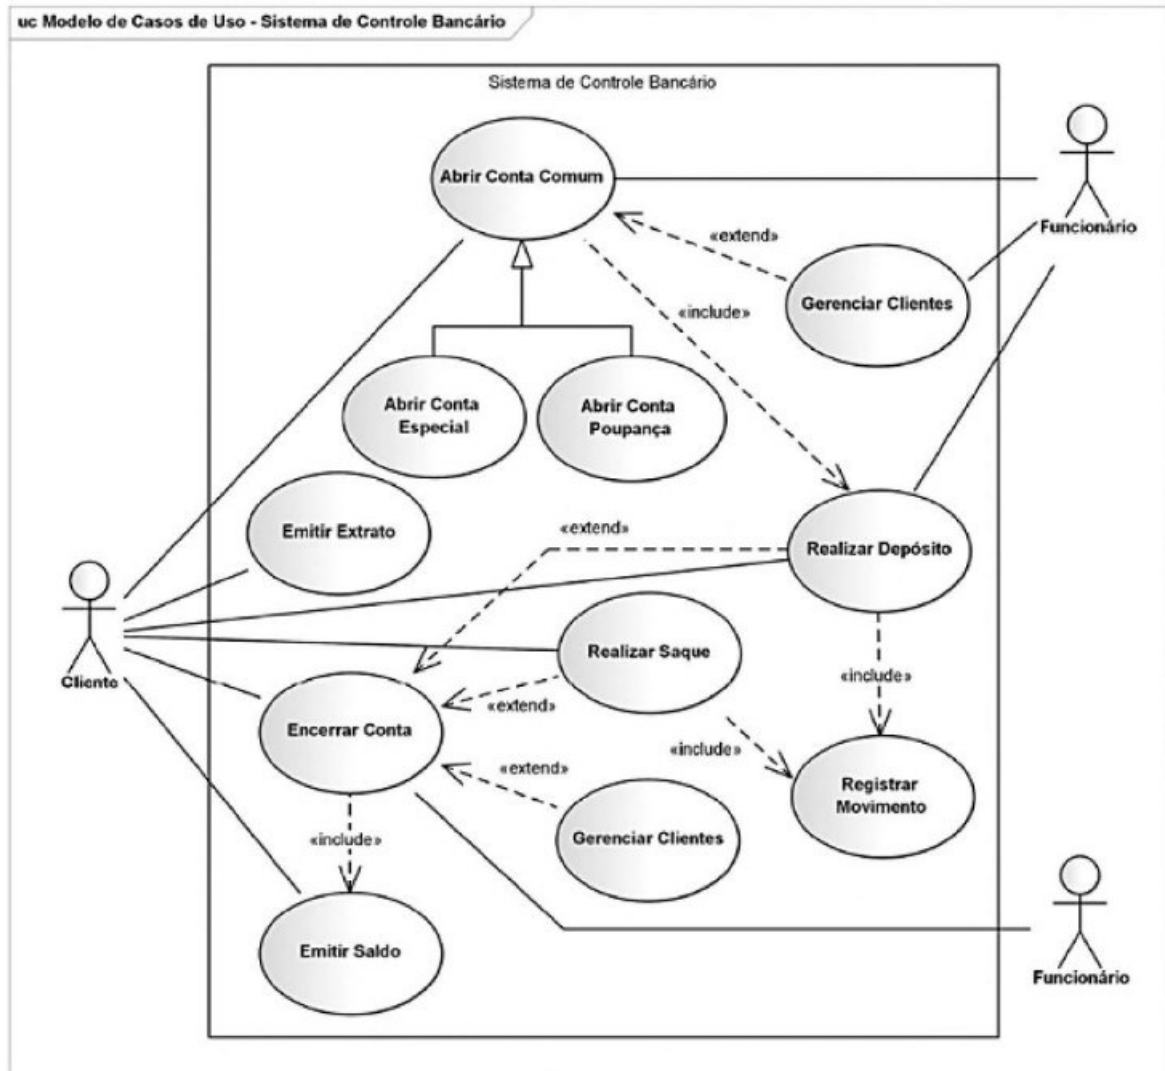 uc Modelo de Casos de Uso - Sistema de Controle Bancário
Sistema de Controle Bancário
Abrir Conta Comum
Funcionário
«extend»
Gerenciar Clientes
«include»
Abrir Conta
Especial
Abrir Conta
Poupança
Emitir Extrato
«extend»
Realizar Depósito
Cliente
Realizar Saque
«extend»
«include»
Encerrar Conta
«include»
«extend»
Registrar
Movimento
Gerenciar Clientes
«include»
Emitir Saldo
Funcionário